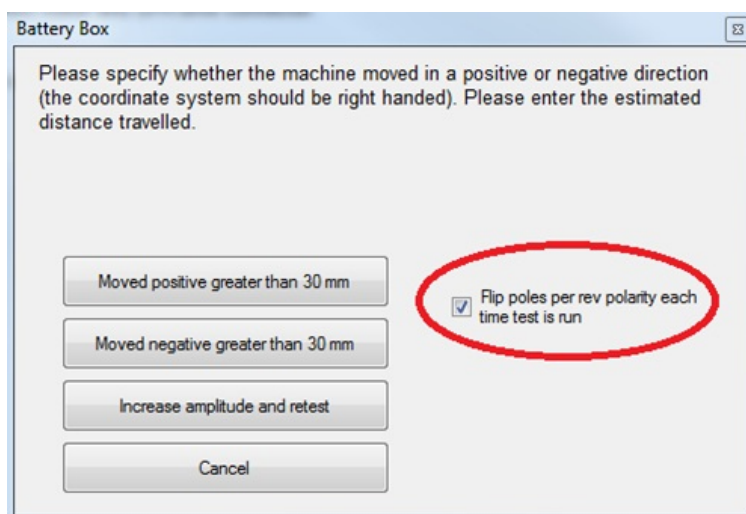 Battery Box
Please specify whether the machine moved in a positive or negative direction
(the coordinate system should be right handed). Please enter the estimated
distance travelled.
Moved positive greater than 30 mm
Flip poles per rev polarity each
time test is run
Moved negative greater than 30 mm
Increase amplitude and retest
Cancel